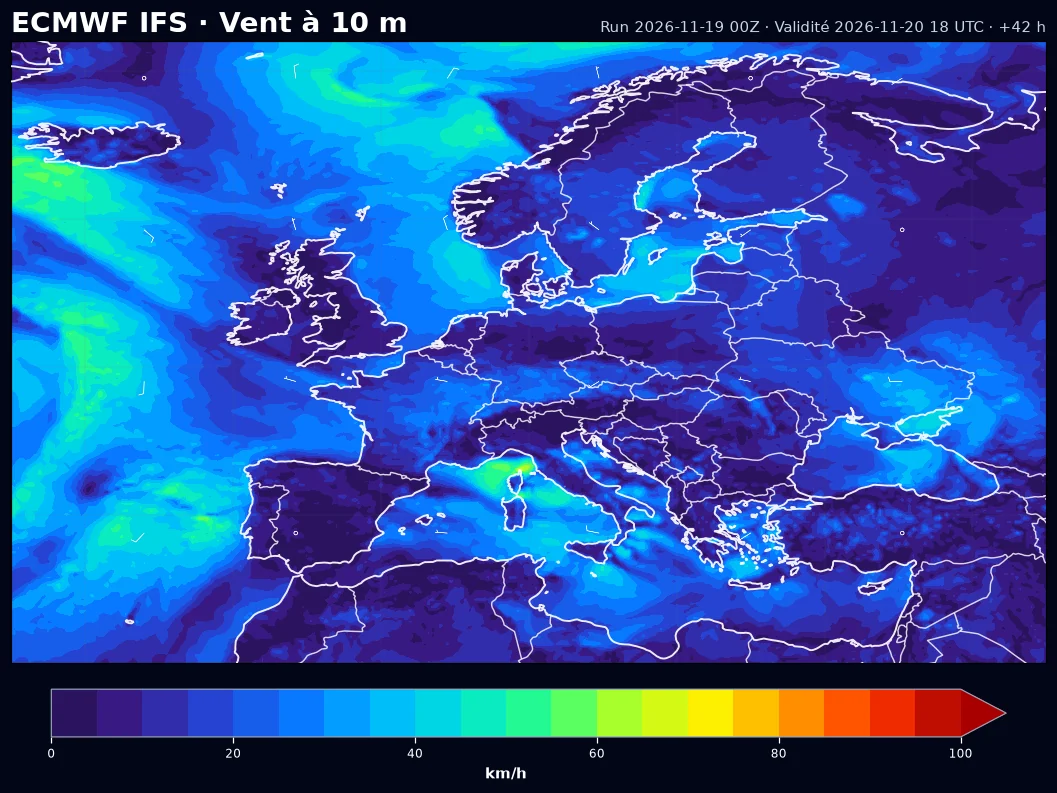 ECMWF IFS · Vent à 10 m
Run 2026-11-19 00Z · Validité 2026-11-20 18 UTC · +42 h
0 20 40 60 80 100
km/h